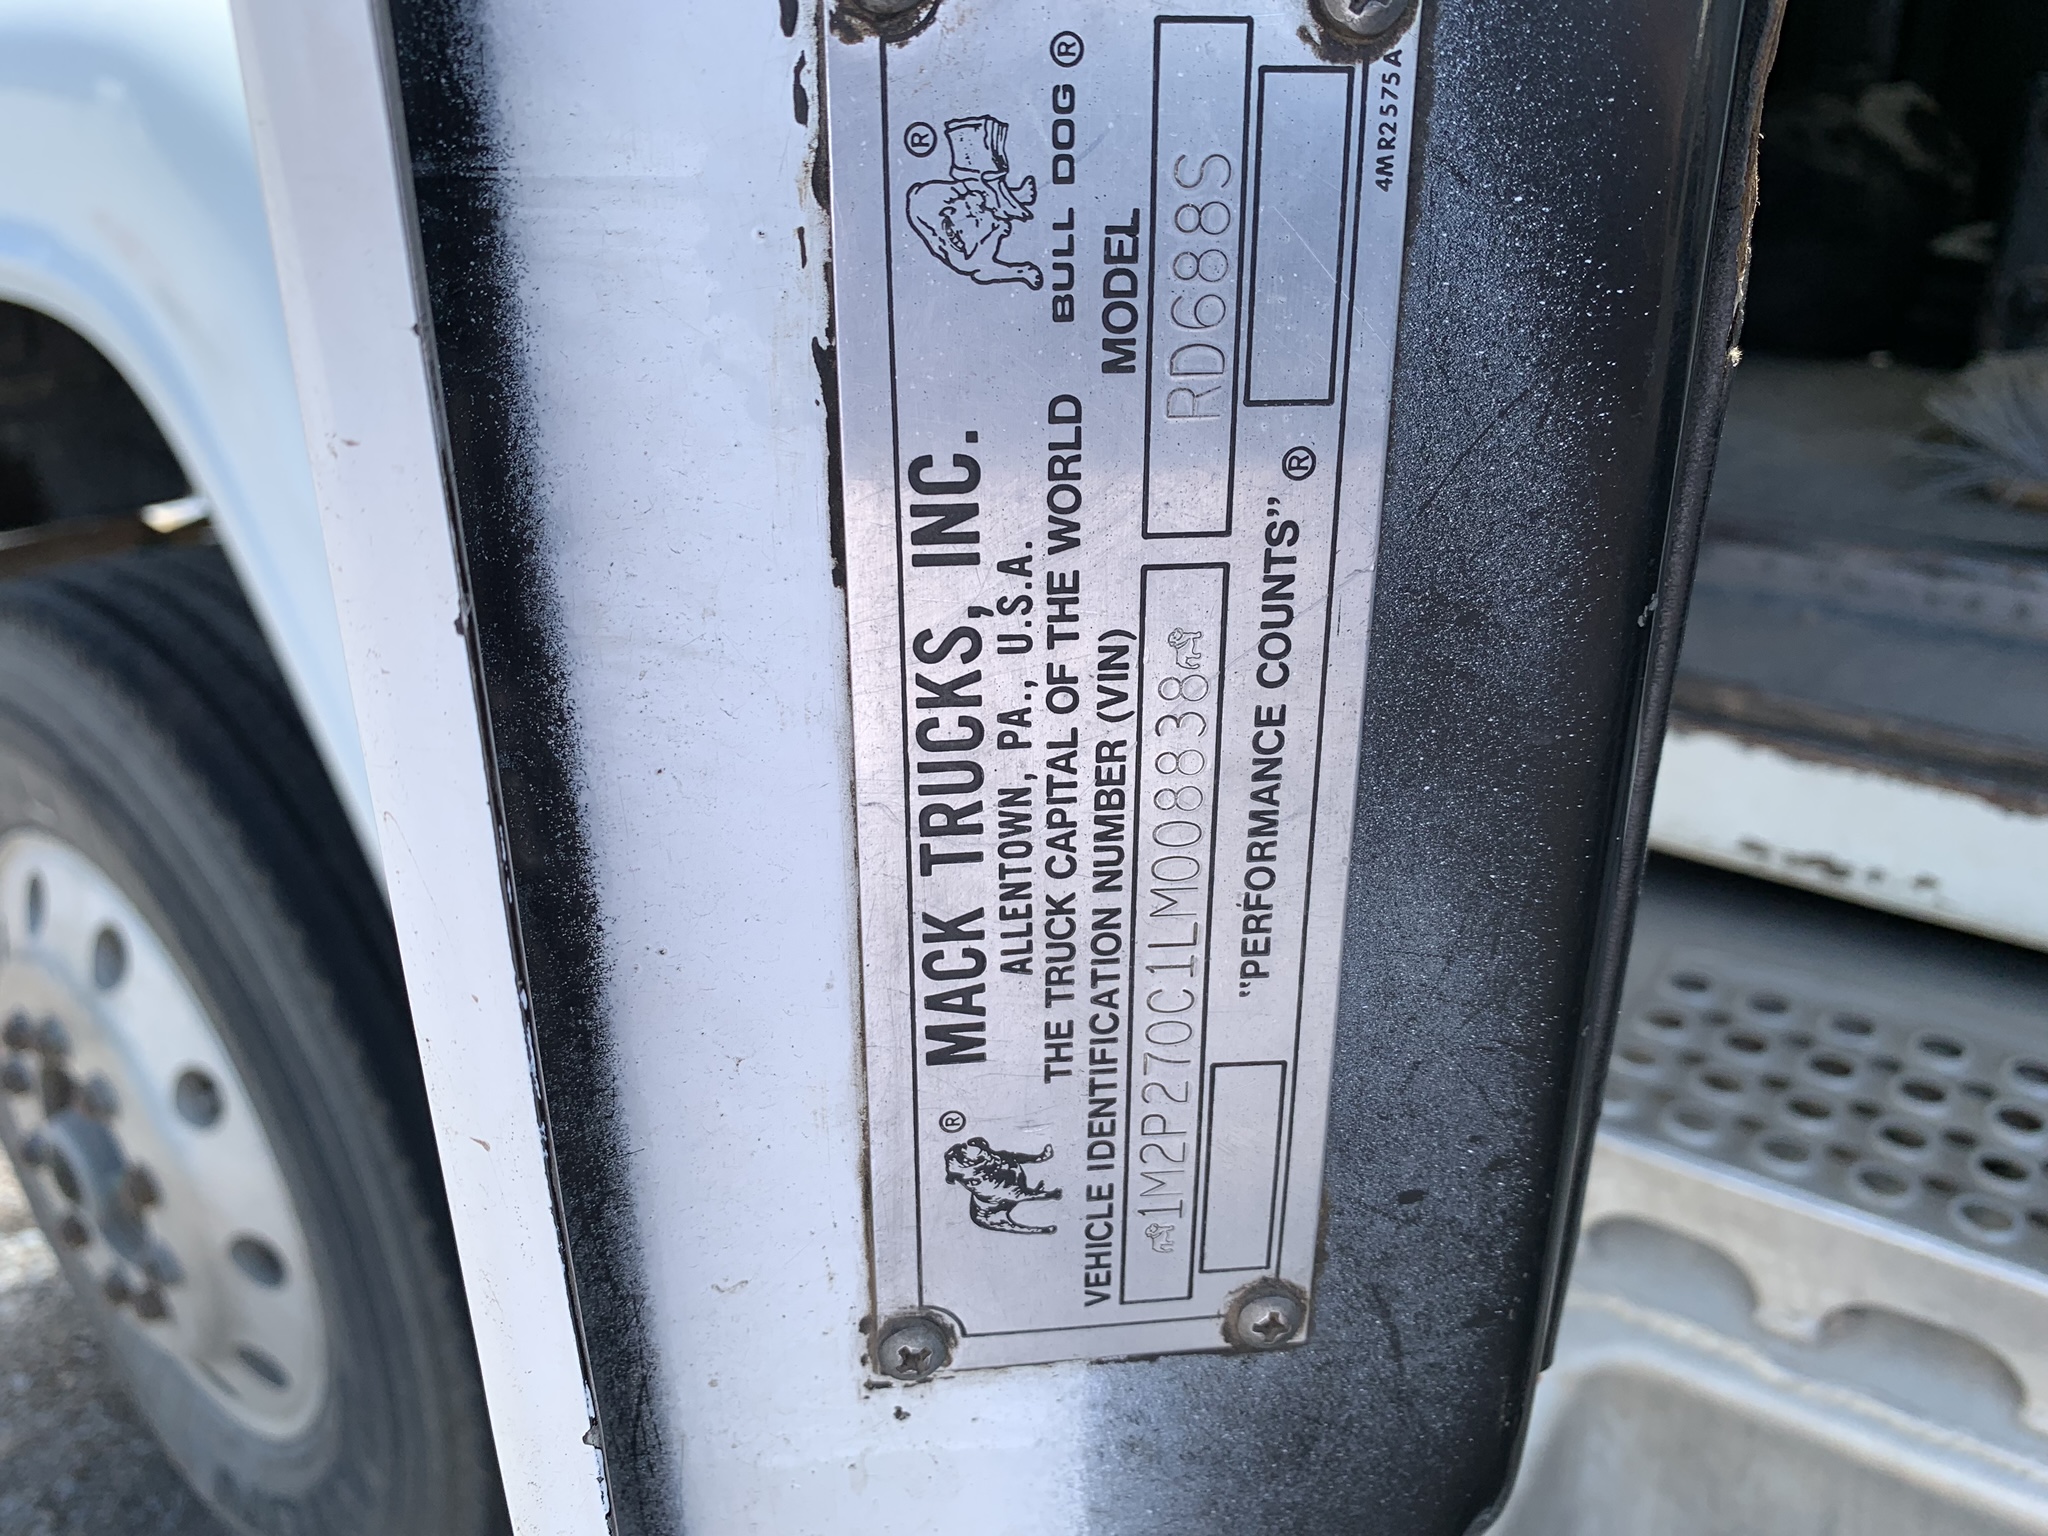 MACK TRUCKS, INC.
®
®
ALLENTOWN, PA., U.S.A.
THE TRUCK CAPITAL OF THE WORLD
BULL DOG ®
VEHICLE IDENTIFICATION NUMBER (VIN)
MODEL
1M2P270C1LM008838
RD688S
"PERFORMANCE COUNTS" ®
4MR2575A